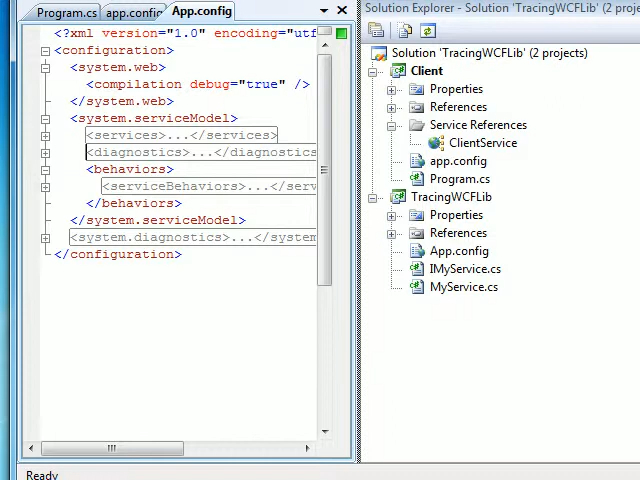 Program.cs
app.config
App.config
<?xml version="1.0" encoding="utf
<configuration>
<system.web>
<compilation debug="true" />
</system.web>
<system.serviceModel>
<services>...</services>
<diagnostics>...</diagnostics
<behaviors>
<serviceBehaviors>...</serv
</behaviors>
</system.serviceModel>
<system.diagnostics>...</system
</configuration>
Ready
Solution Explorer - Solution 'TracingWCFLib' (2 proje
Solution 'TracingWCFLib' (2 projects)
Client
Properties
References
Service References
ClientService
app.config
Program.cs
TracingWCFLib
Properties
References
App.config
IMyService.cs
MyService.cs